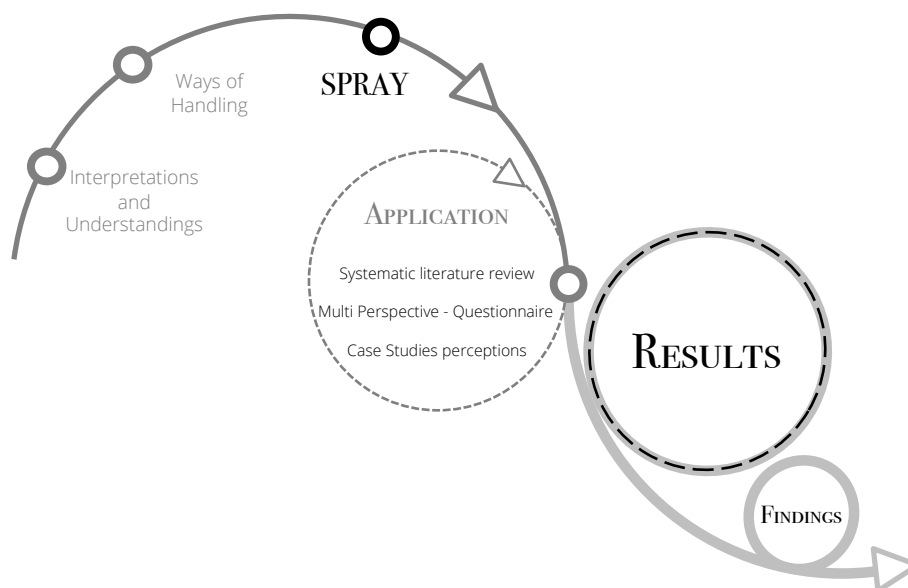 Ways of
Handling
SPRAY
Interpretations
and
Understandings
APPLICATION
Systematic literature review
Multi Perspective - Questionnaire
Case Studies perceptions
RESULTS
FINDINGS